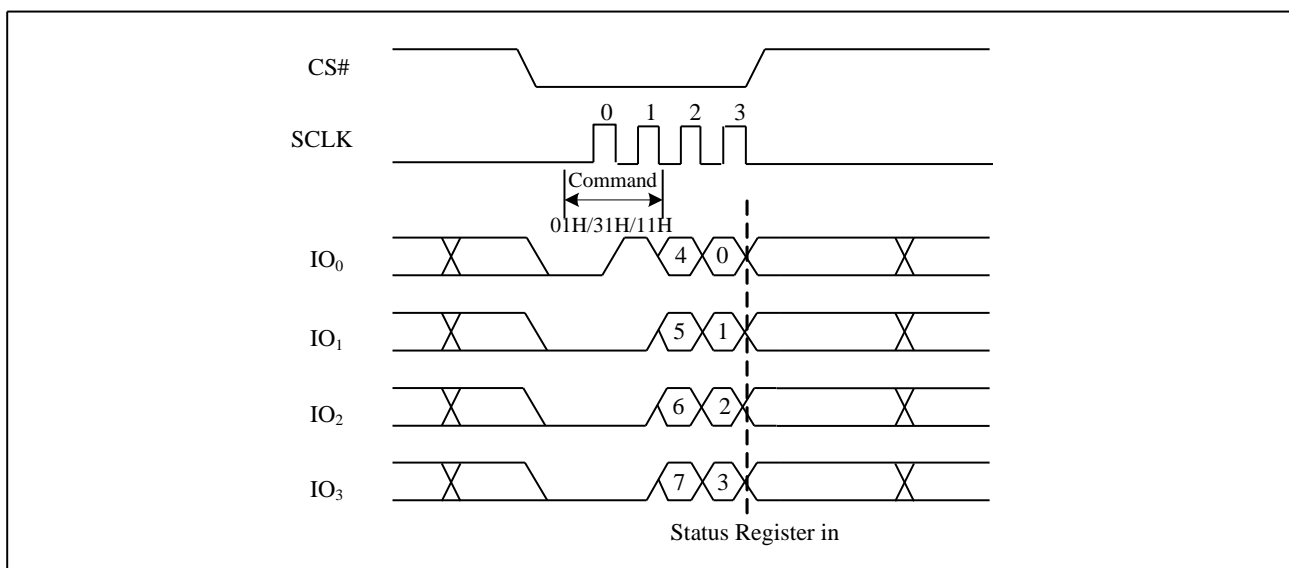 CS#
0 1 2 3
SCLK
Command
01H/31H/11H
IO0 4 0
IO1 5 1
IO2 6 2
IO3 7 3
Status Register in